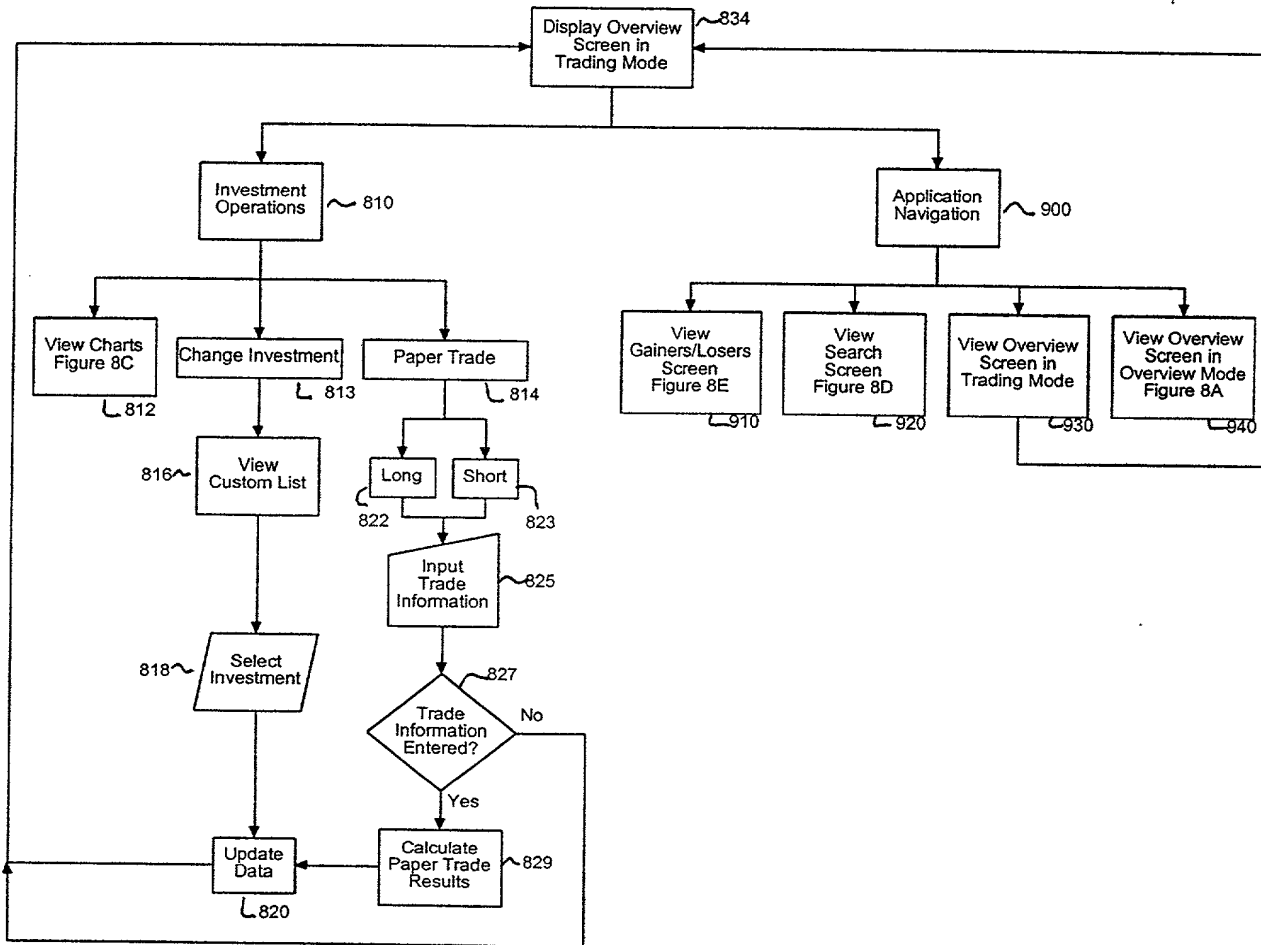 Display Overview
Screen in
Trading Mode
834
Investment
Operations
810
Application
Navigation
900
View Charts
Figure 8C
812
Change Investment
813
Paper Trade
814
View
Gainers/Losers
Screen
Figure 8E
910
View
Search
Screen
Figure 8D
920
View Overview
Screen in
Trading Mode
930
View Overview
Screen in
Overview Mode
Figure 8A
940
816
View
Custom List
Long
822
Short
823
Input
Trade
Information
825
818
Select
Investment
827
Trade
Information
Entered?
No
Yes
Update
Data
820
Calculate
Paper Trade
Results
829